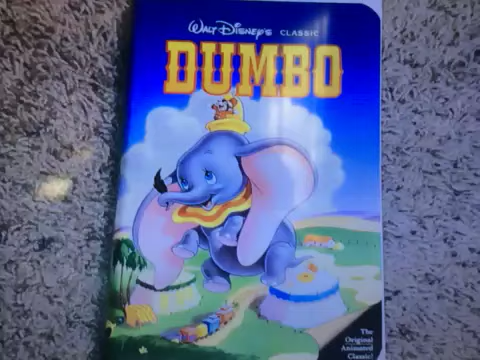 WALT DISNEY'S CLASSIC
DUMBO
The
Original
Animated
Classic!